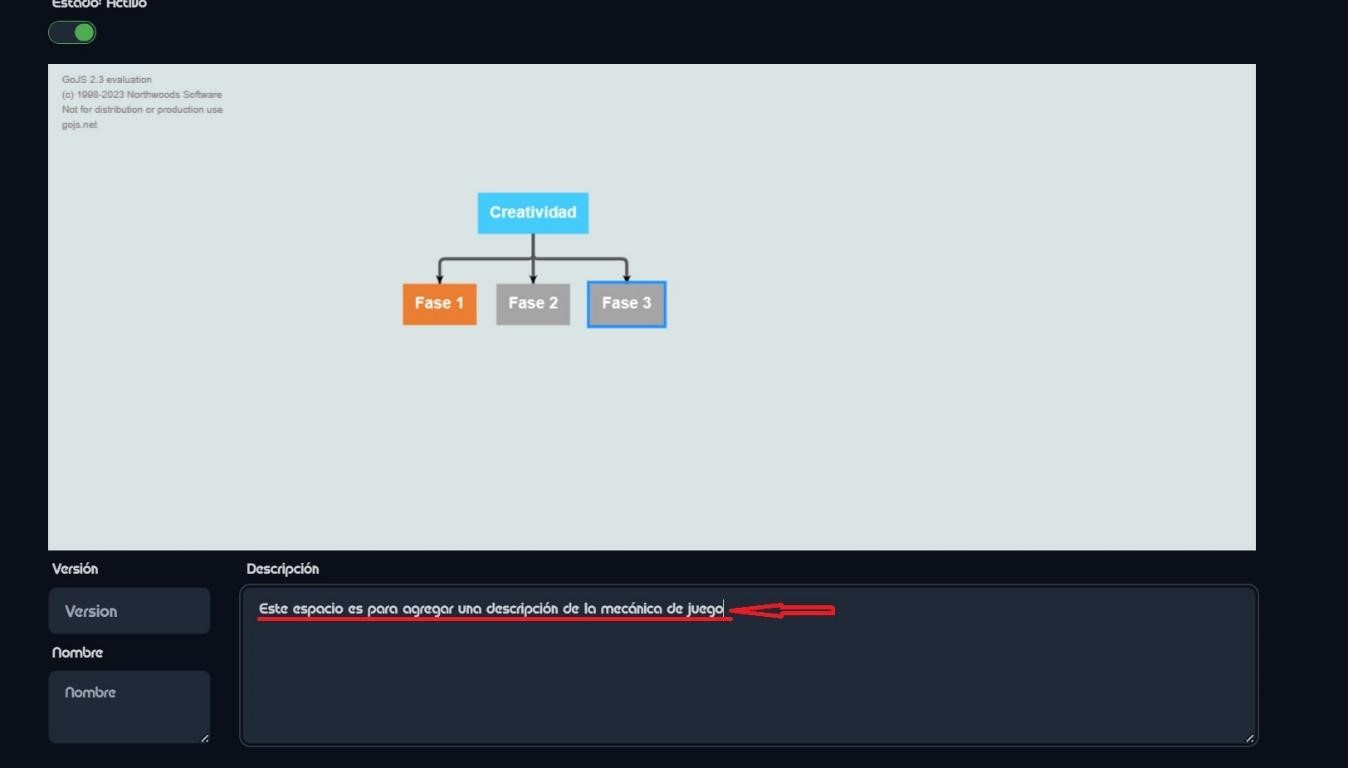 Estado: Activo
GoJS 2.3 evaluation
(c) 1998-2023 Northwoods Software
Not for distribution or production use
gojs.net
Creatividad
Fase 1
Fase 2
Fase 3
Versión
Descripción
Version
Este espacio es para agregar una descripción de la mecánica de juego
Nombre
Nombre